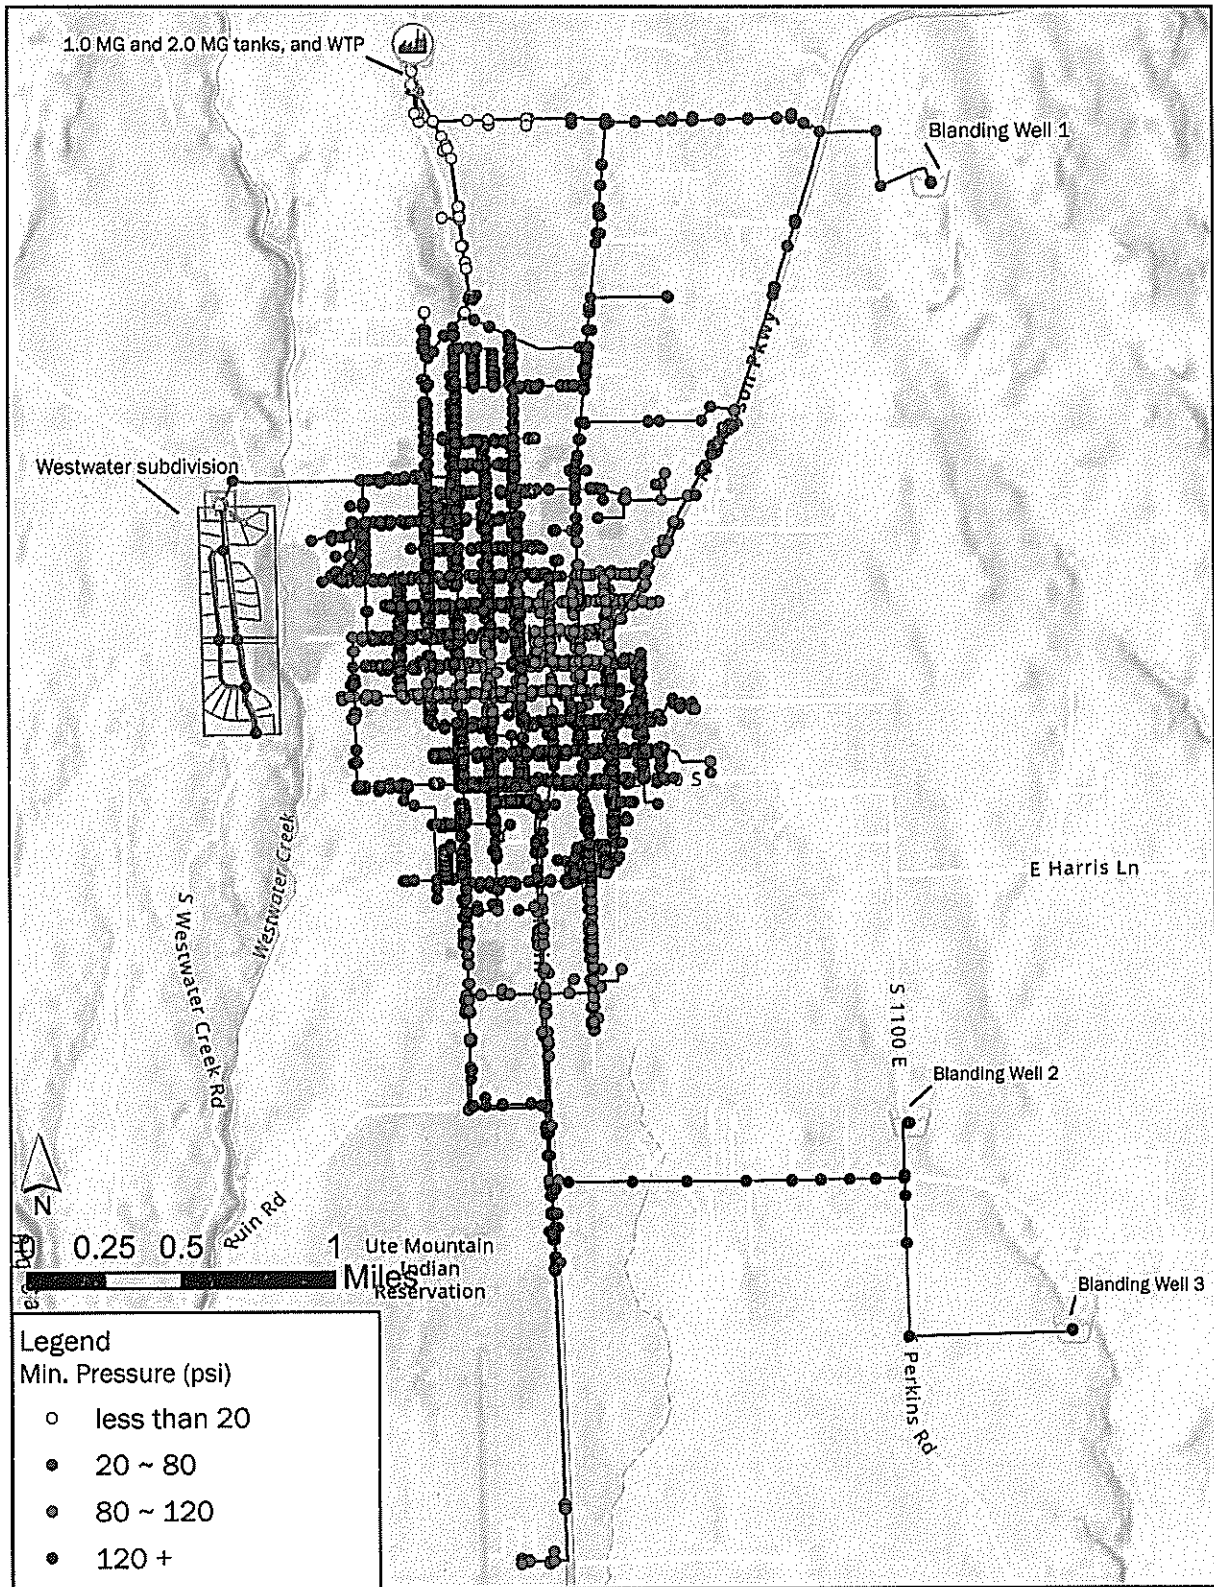 1.0 MG and 2.0 MG tanks, and WTP
Blanding Well 1
Pkwy
Westwater subdivision
S
E Harris Ln
Westwater Creek
S Westwater Creek Rd
S 1100 E
Blanding Well 2
N
Ruin Rd
0 0.25 0.5 1
Miles
Ute Mountain
Indian
Reservation
Blanding Well 3
Perkins Rd
Legend
Min. Pressure (psi)
less than 20
20 ~ 80
80 ~ 120
120 +